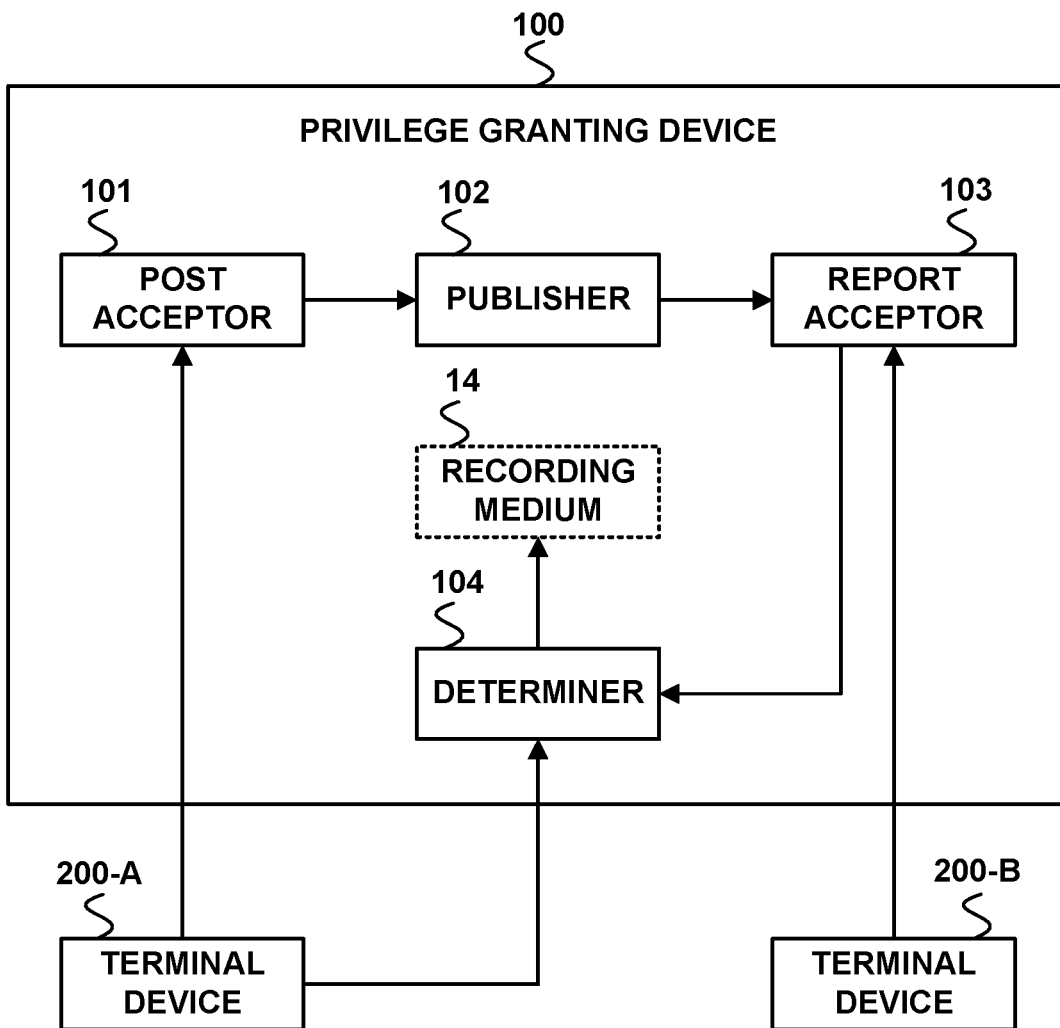 100
PRIVILEGE GRANTING DEVICE
101
102
103
POST
ACCEPTOR
PUBLISHER
REPORT
ACCEPTOR
14
RECORDING
MEDIUM
104
DETERMINER
200-A
200-B
TERMINAL
DEVICE
TERMINAL
DEVICE